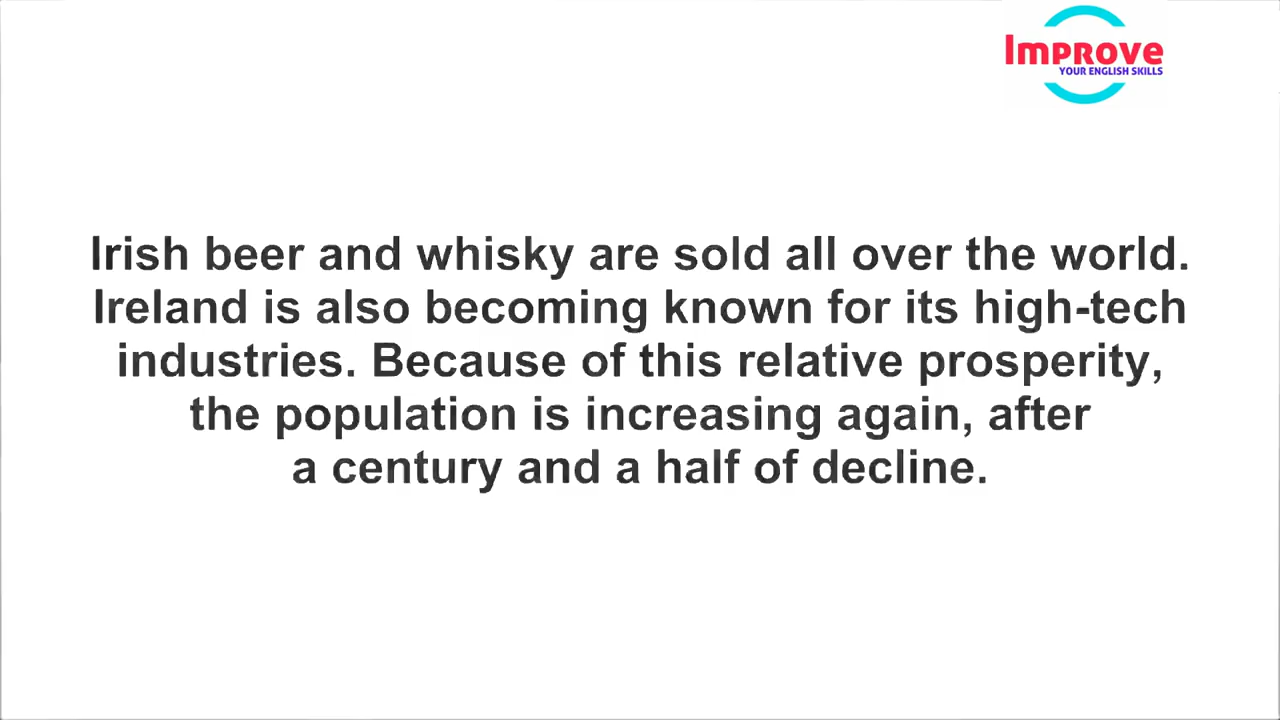 Improve
YOUR ENGLISH SKILLS
Irish beer and whisky are sold all over the world.
Ireland is also becoming known for its high-tech
industries. Because of this relative prosperity,
the population is increasing again, after
a century and a half of decline.